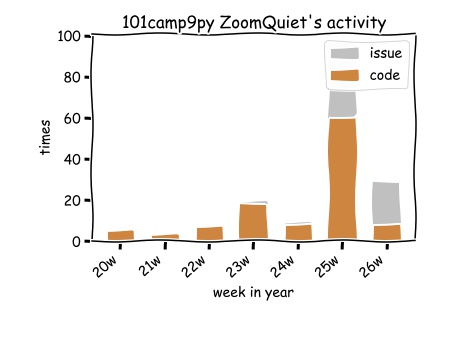 101camp9py ZoomQuiet's activity
100
80
60
40
20
0
times
issue
code
20w 21w 22w 23w 24w 25w 26w
week in year